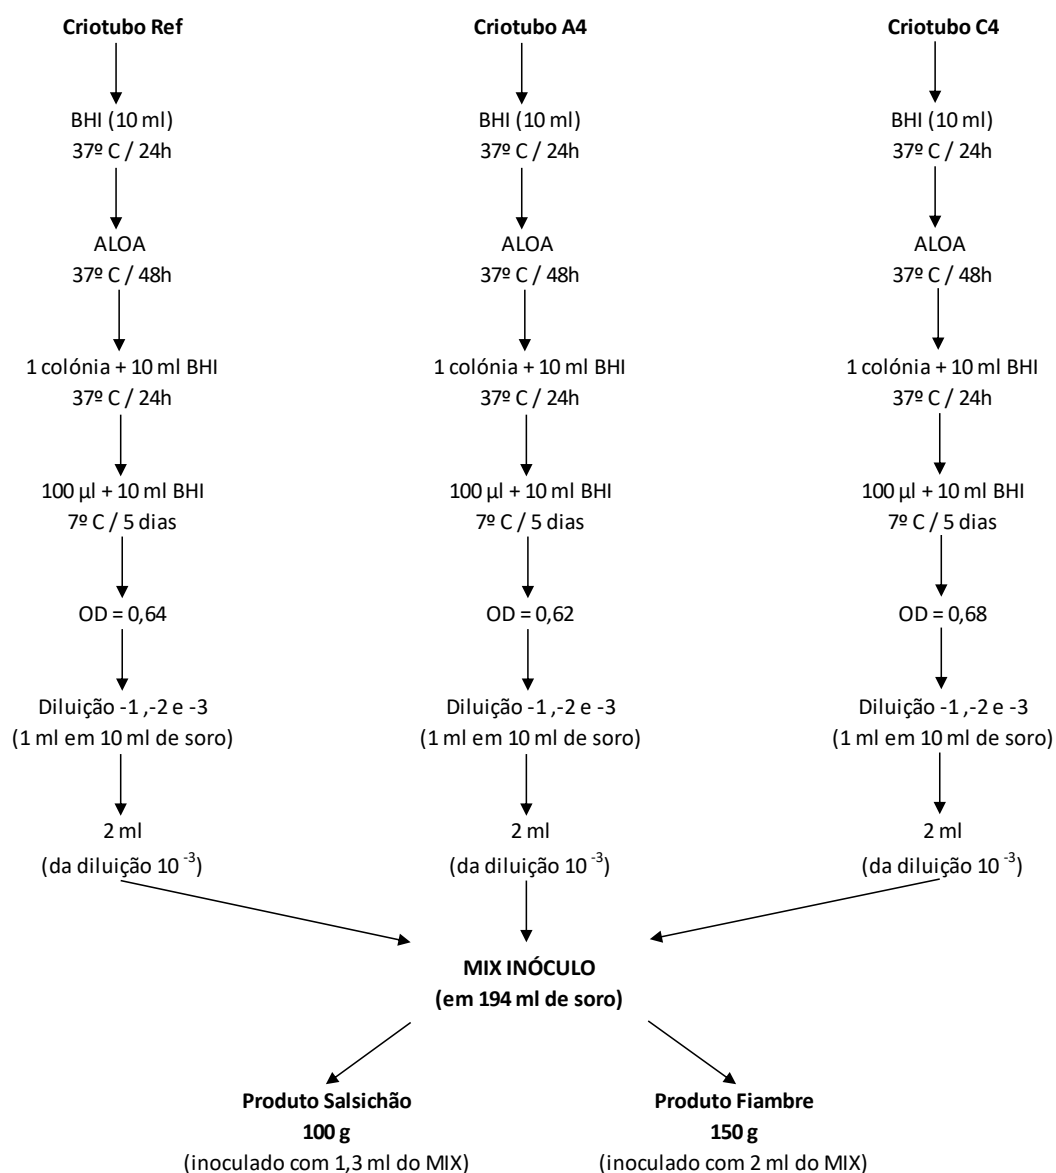 Criotubo Ref
BHI (10 ml)
37º C / 24h
ALOA
37º C / 48h
1 colónia + 10 ml BHI
37º C / 24h
100 µl + 10 ml BHI
7º C / 5 dias
OD = 0,64
Diluição -1 ,-2 e -3
(1 ml em 10 ml de soro)
2 ml
(da diluição 10 -3)
Criotubo A4
BHI (10 ml)
37º C / 24h
ALOA
37º C / 48h
1 colónia + 10 ml BHI
37º C / 24h
100 µl + 10 ml BHI
7º C / 5 dias
OD = 0,62
Diluição -1 ,-2 e -3
(1 ml em 10 ml de soro)
2 ml
(da diluição 10 -3)
Criotubo C4
BHI (10 ml)
37º C / 24h
ALOA
37º C / 48h
1 colónia + 10 ml BHI
37º C / 24h
100 µl + 10 ml BHI
7º C / 5 dias
OD = 0,68
Diluição -1 ,-2 e -3
(1 ml em 10 ml de soro)
2 ml
(da diluição 10 -3)
MIX INÓCULO
(em 194 ml de soro)
Produto Salsichão
100 g
(inoculado com 1,3 ml do MIX)
Produto Fiambre
150 g
(inoculado com 2 ml do MIX)